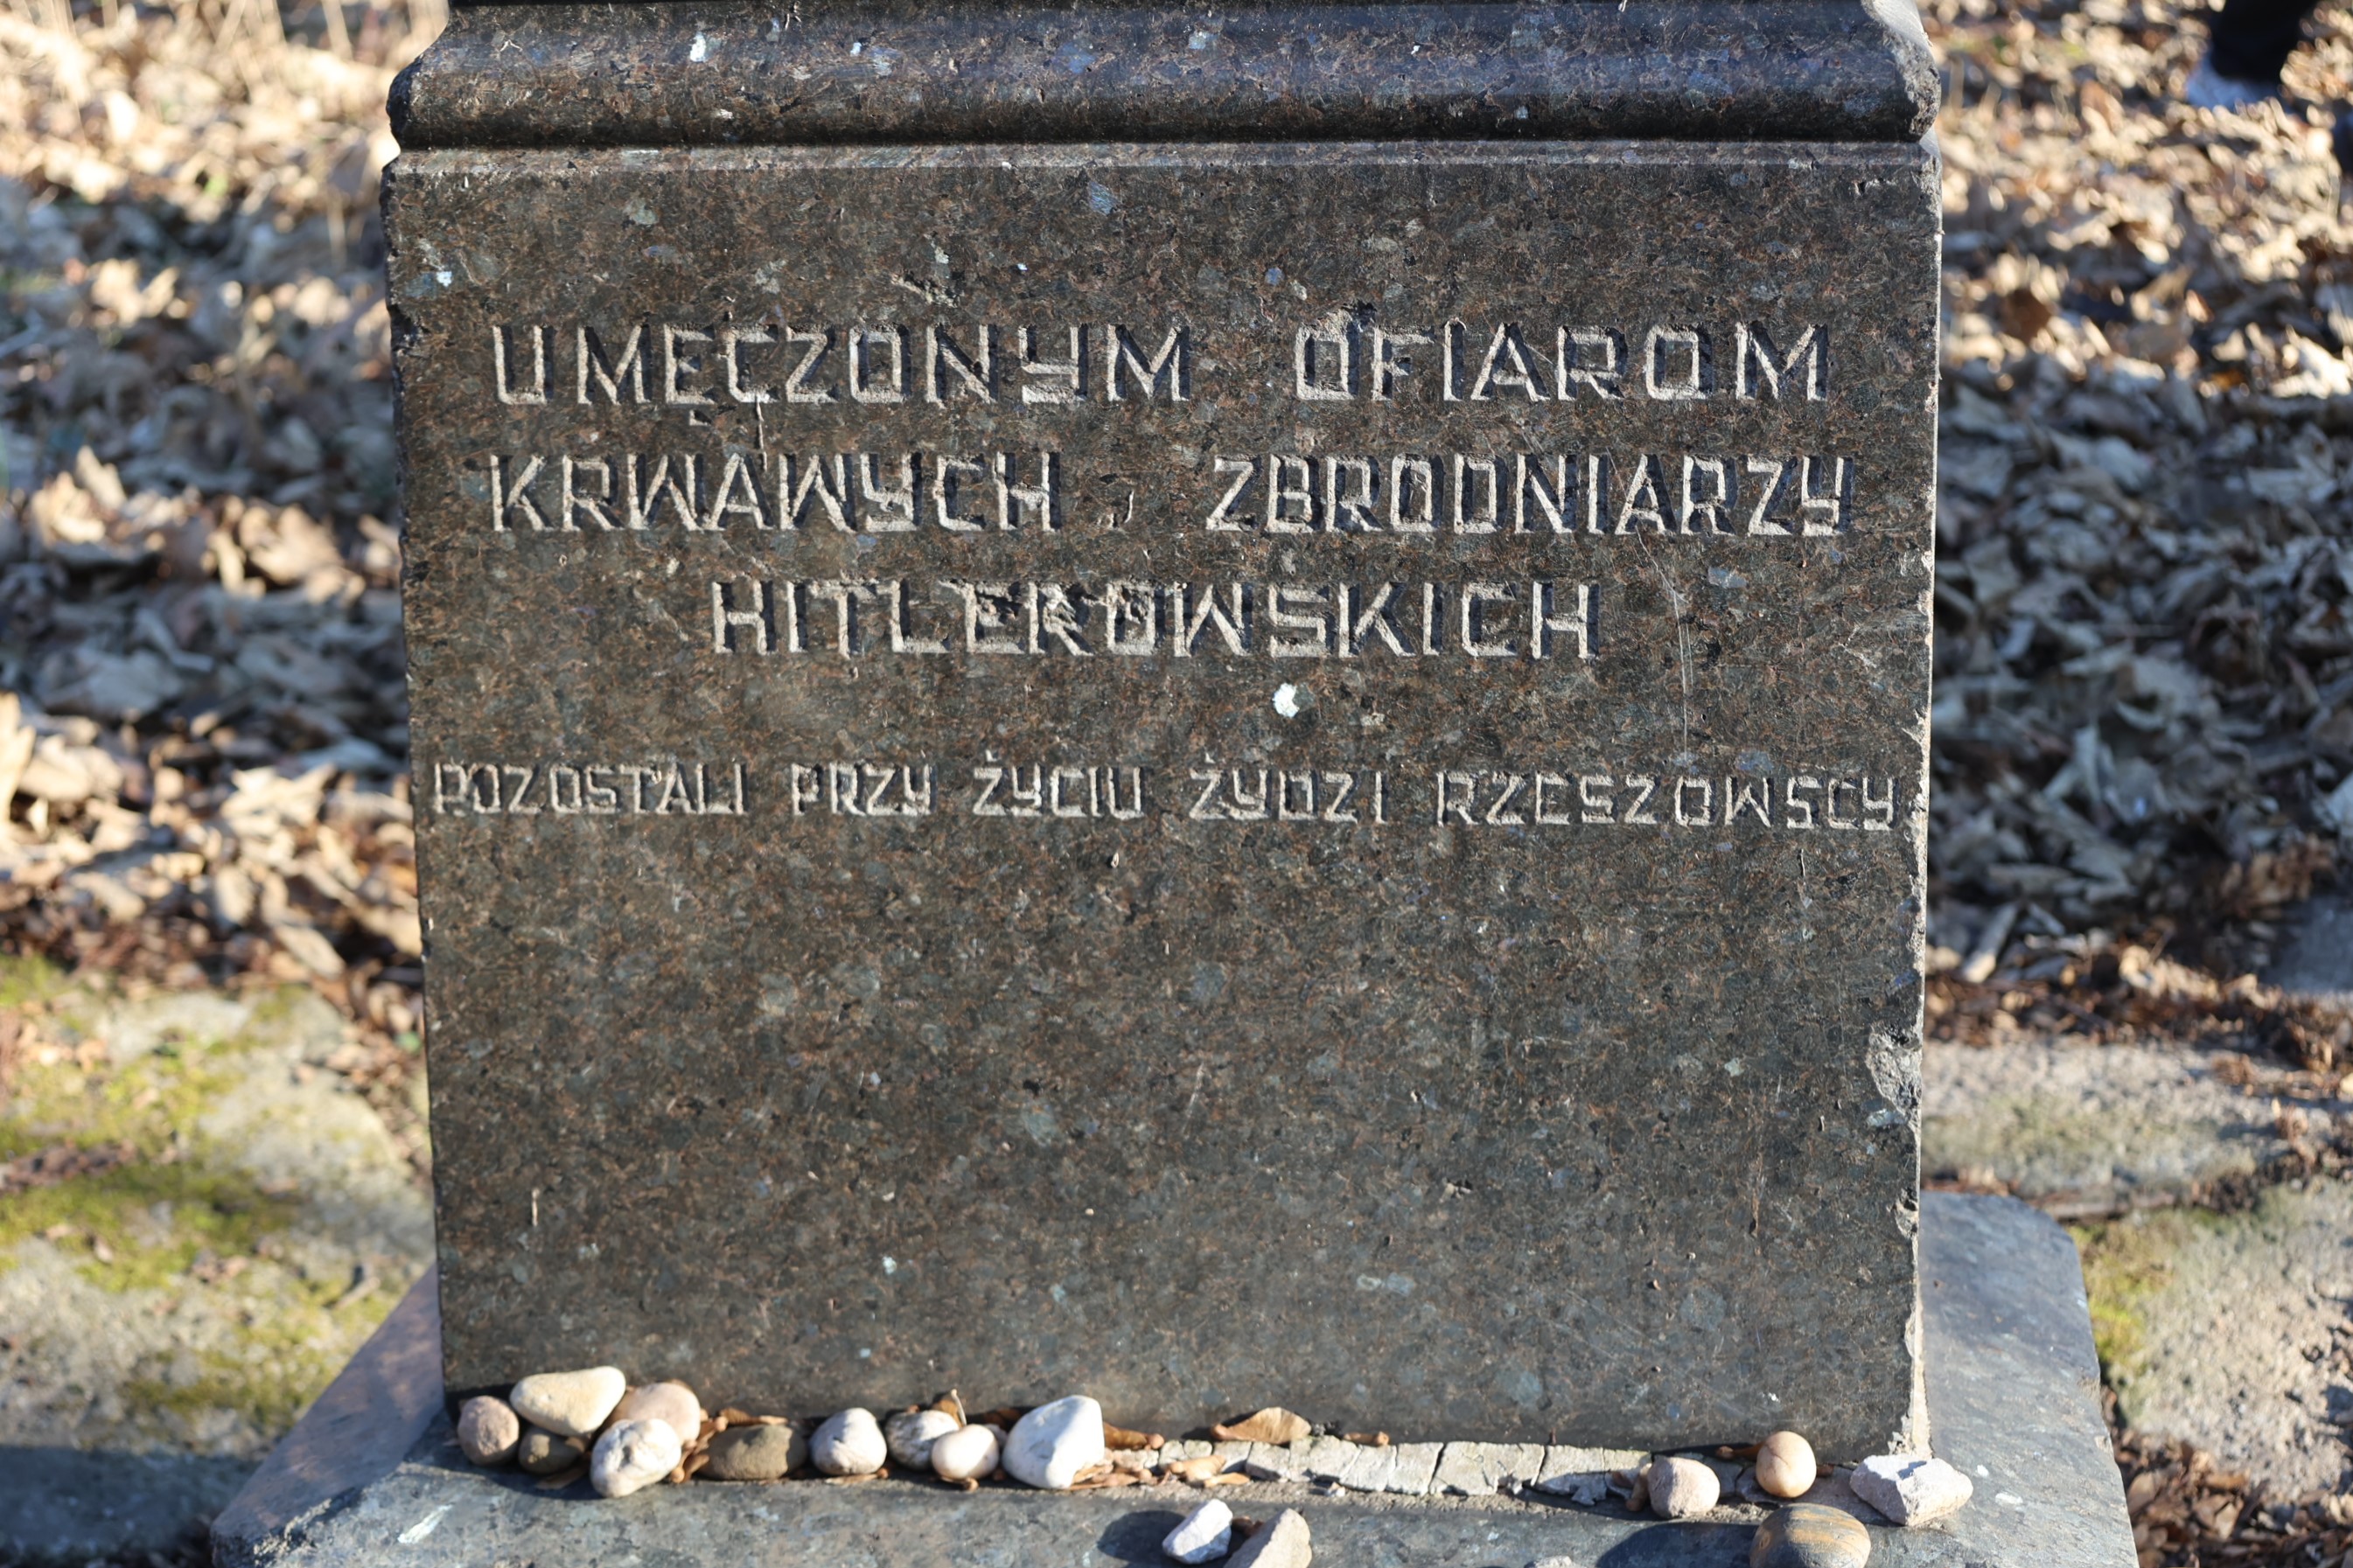 UMĘCZONYM OFIAROM
KRWAWYCH ZBRODNIARZY
HITLEROWSKICH
POZOSTALI PRZY ŻYCIU ŻYDZI RZESZOWSCY